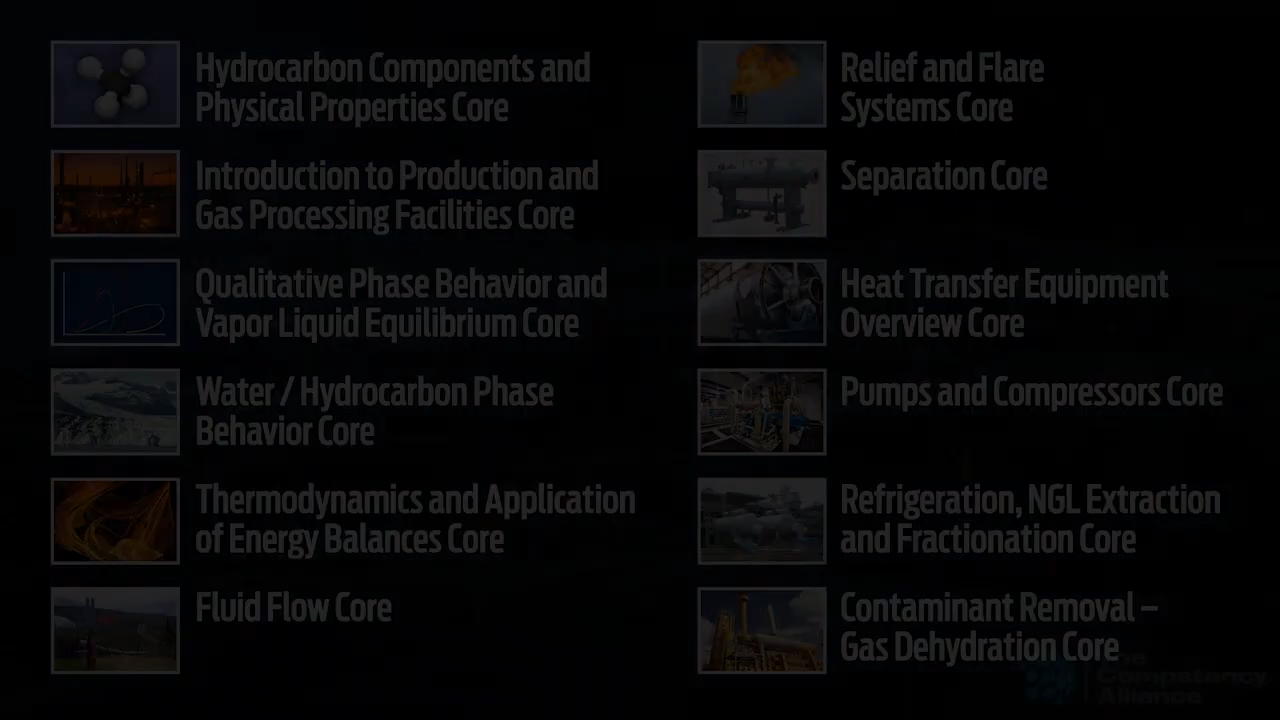 Hydrocarbon Components and
Physical Properties Core
Introduction to Production and
Gas Processing Facilities Core
Qualitative Phase Behavior and
Vapor Liquid Equilibrium Core
Water / Hydrocarbon Phase
Behavior Core
Thermodynamics and Application
of Energy Balances Core
Fluid Flow Core
Relief and Flare
Systems Core
Separation Core
Heat Transfer Equipment
Overview Core
Pumps and Compressors Core
Refrigeration, NGL Extraction
and Fractionation Core
Contaminant Removal –
Gas Dehydration Core
The
Competency
Alliance